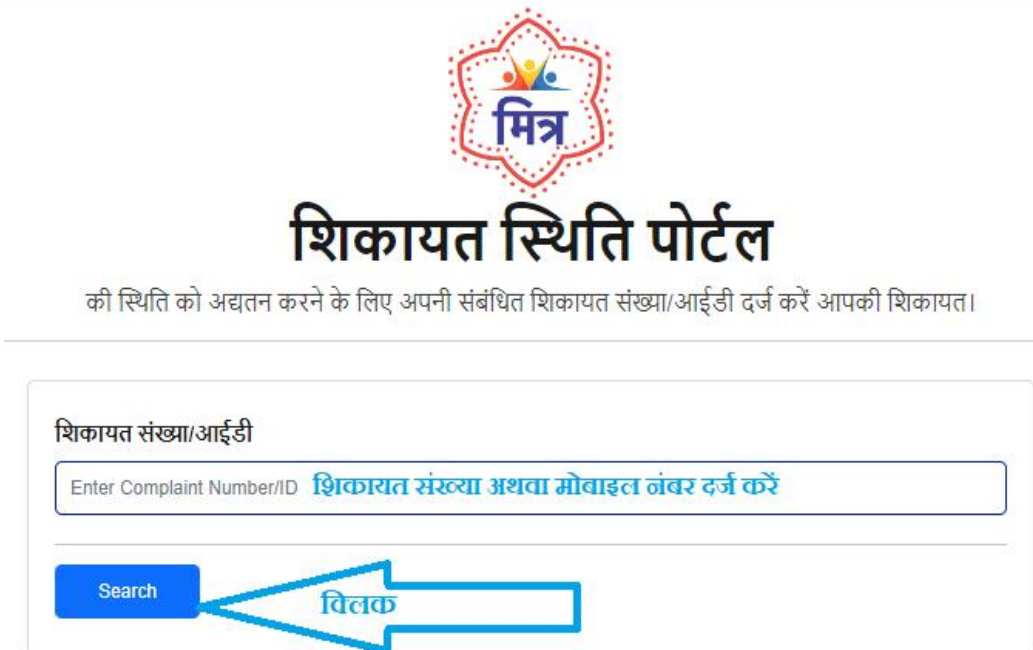 मित्र
शिकायत स्थिति पोर्टल
की स्थिति को अद्यतन करने के लिए अपनी संबंधित शिकायत संख्या/आईडी दर्ज करें आपकी शिकायत।
शिकायत संख्या/आईडी
Enter Complaint Number/ID शिकायत संख्या अथवा मोबाइल नंबर दर्ज करें
Search क्लिक